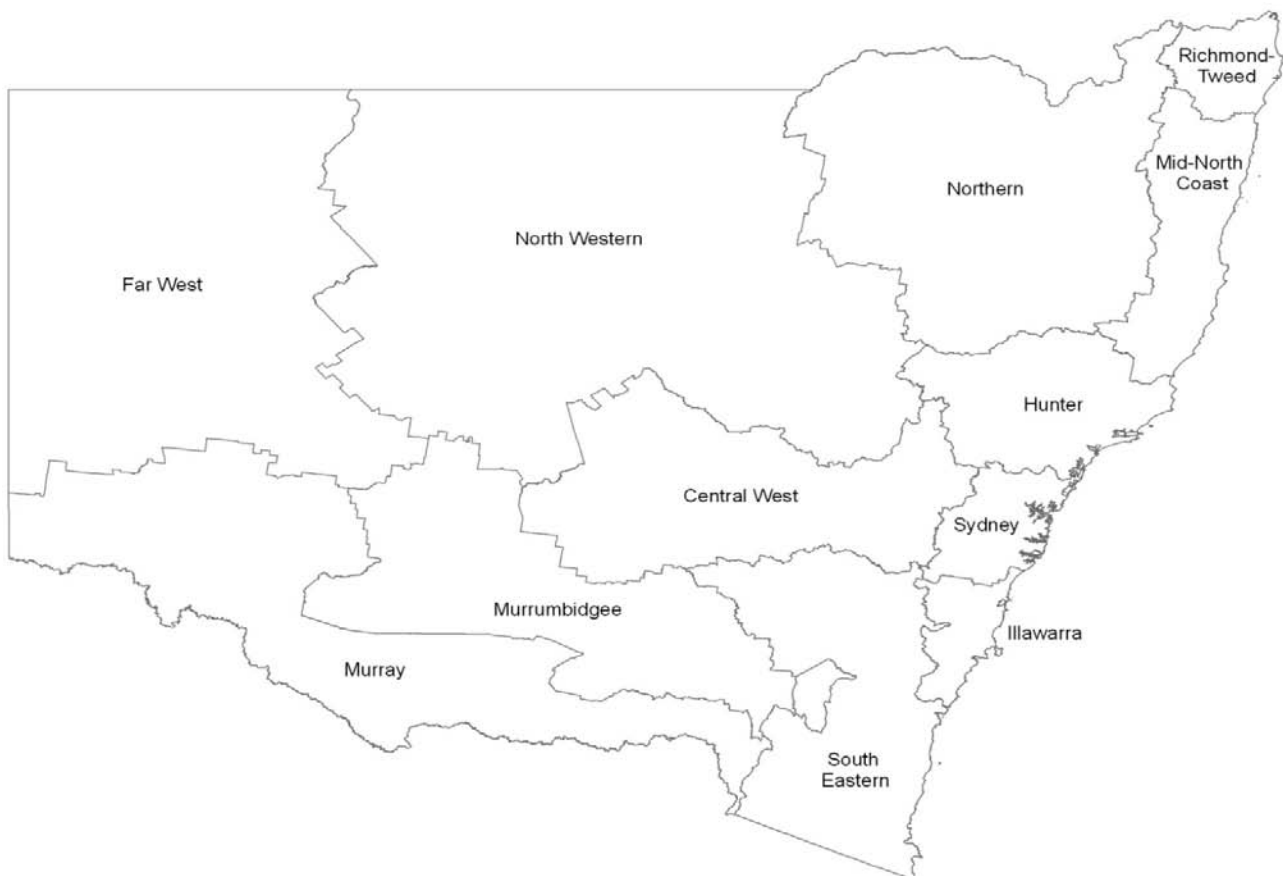 Richmond-
Tweed
Mid-North
Coast
Northern
North Western
Far West
Hunter
Central West
Sydney
Murrumbidgee
Illawarra
Murray
South
Eastern